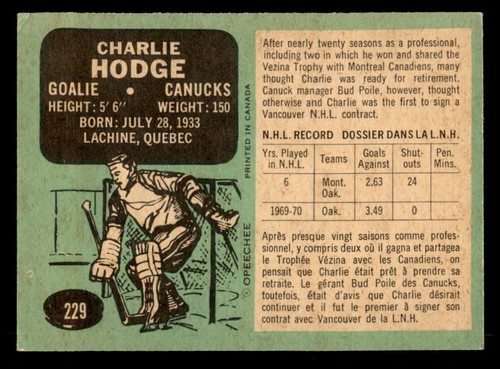 CHARLIE
HODGE
GOALIE • CANUCKS
HEIGHT: 5' 6" WEIGHT: 150
BORN: JULY 28, 1933
LACHINE, QUEBEC
PRINTED IN CANADA
© OPEECHEE
229
After nearly twenty seasons as a professional,
including two in which he won and shared the
Vezina Trophy with Montreal Canadiens, many
thought Charlie was ready for retirement.
Canuck manager Bud Poile, however, thought
otherwise and Charlie was the first to sign a
Vancouver N.H.L. contract.
N.H.L. RECORD DOSSIER DANS LA L.N.H.
Yrs. Played in N.H.L. Teams Goals Against Shut-outs Pen. Mins.
6 Mont. Oak. 2.63 24
1969-70 Oak. 3.49 0
Après presque vingt saisons comme profes-
sionnel, y compris deux où il gagna et partagea
le Trophée Vézina avec les Canadiens, on
pensait que Charlie était prêt à prendre sa
retraite. Le gérant Bud Poile des Canucks,
toutefois, était d'avis que Charlie désirait con-
tinuer et il fut le premier à signer son
contrat avec Vancouver de la L.N.H.